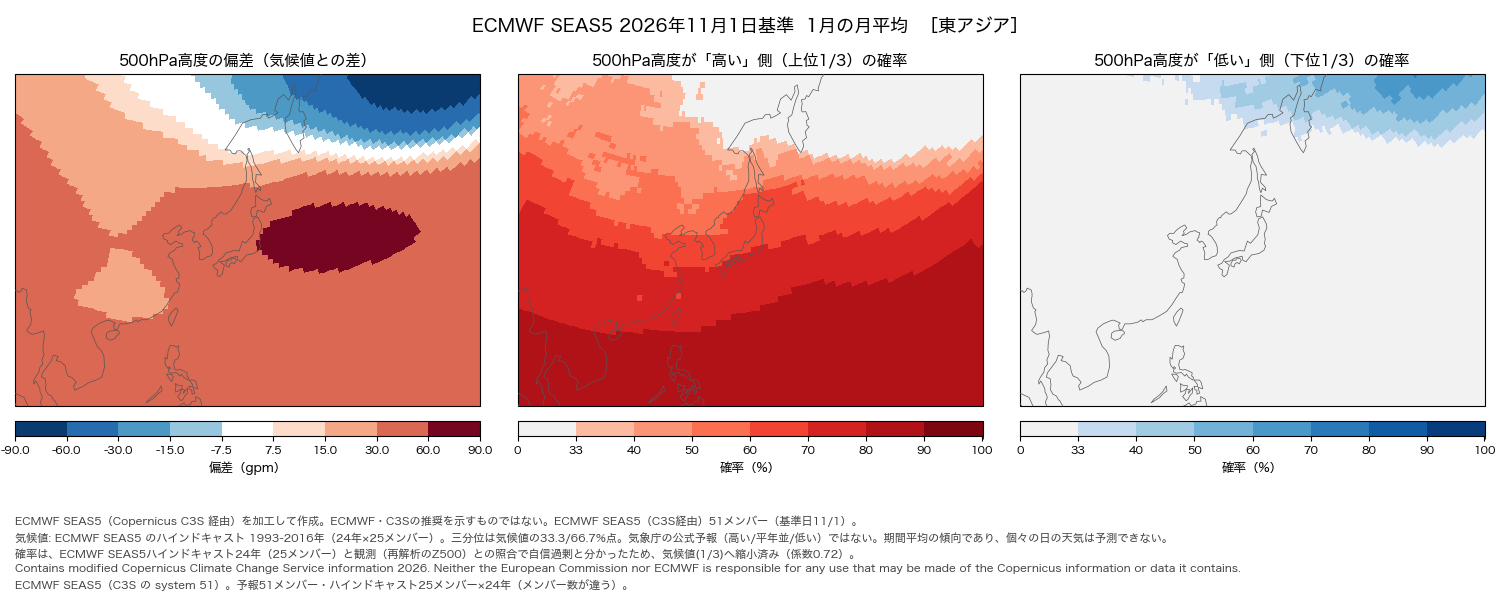 ECMWF SEAS5 2026年11月1日基準 1月の月平均 ［東アジア］
500hPa高度の偏差（気候値との差）
500hPa高度が「高い」側（上位1/3）の確率
500hPa高度が「低い」側（下位1/3）の確率
-90.0 -60.0 -30.0 -15.0 -7.5 7.5 15.0 30.0 60.0 90.0
0 33 40 50 60 70 80 90 100
0 33 40 50 60 70 80 90 100
偏差（gpm）
確率（%）
確率（%）
ECMWF SEAS5（Copernicus C3S 経由）を加工して作成。ECMWF・C3Sの推奨を示すものではない。ECMWF SEAS5（C3S経由）51メンバー（基準日11/1）。
気候値: ECMWF SEAS5 のハインドキャスト 1993-2016年（24年×25メンバー）。三分位は気候値の33.3/66.7%点。気象庁の公式予報（高い/平年並/低い）ではない。期間平均の傾向であり、個々の日の天気は予測できない。
確率は、ECMWF SEAS5ハインドキャスト24年（25メンバー）と観測（再解析のZ500）との照合で自信過剰と分かったため、気候値(1/3)へ縮小済み（係数0.72）。
Contains modified Copernicus Climate Change Service information 2026. Neither the European Commission nor ECMWF is responsible for any use that may be made of the Copernicus information or data it contains.
ECMWF SEAS5（C3S の system 51）。予報51メンバー・ハインドキャスト25メンバー×24年（メンバー数が違う）。